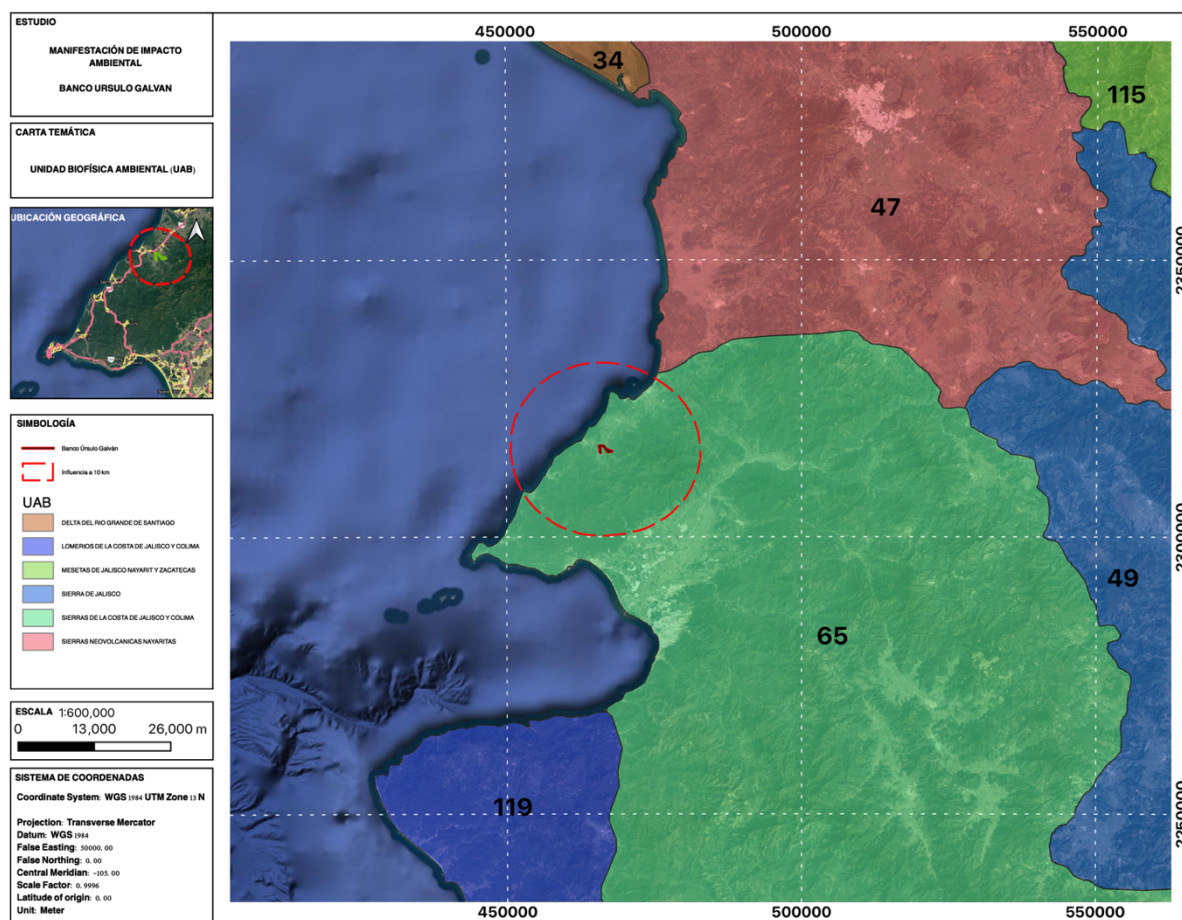 ESTUDIO
MANIFESTACIÓN DE IMPACTO
AMBIENTAL
BANCO URSULO GALVAN
CARTA TEMÁTICA
UNIDAD BIOFÍSICA AMBIENTAL (UAB)
UBICACIÓN GEOGRÁFICA
SIMBOLOGÍA
Banco Úrsulo Galván
Influencia a 10 km
UAB
DELTA DEL RIO GRANDE DE SANTIAGO
LOMERIOS DE LA COSTA DE JALISCO Y COLIMA
MESETAS DE JALISCO NAYARIT Y ZACATECAS
SIERRA DE JALISCO
SIERRAS DE LA COSTA DE JALISCO Y COLIMA
SIERRAS NEOVOLCANICAS NAYARITAS
ESCALA 1:600,000
0 13,000 26,000 m
SISTEMA DE COORDENADAS
Coordinate System: WGS 1984 UTM Zone 13 N
Projection: Transverse Mercator
Datum: WGS 1984
False Easting: 50000.00
False Northing: 0.00
Central Meridian: -105.00
Scale Factor: 0.9996
Latitude of origin: 0.00
Unit: Meter
450000 500000 550000
34
115
47
2350000
2300000
49
65
119
2250000
450000 500000 550000